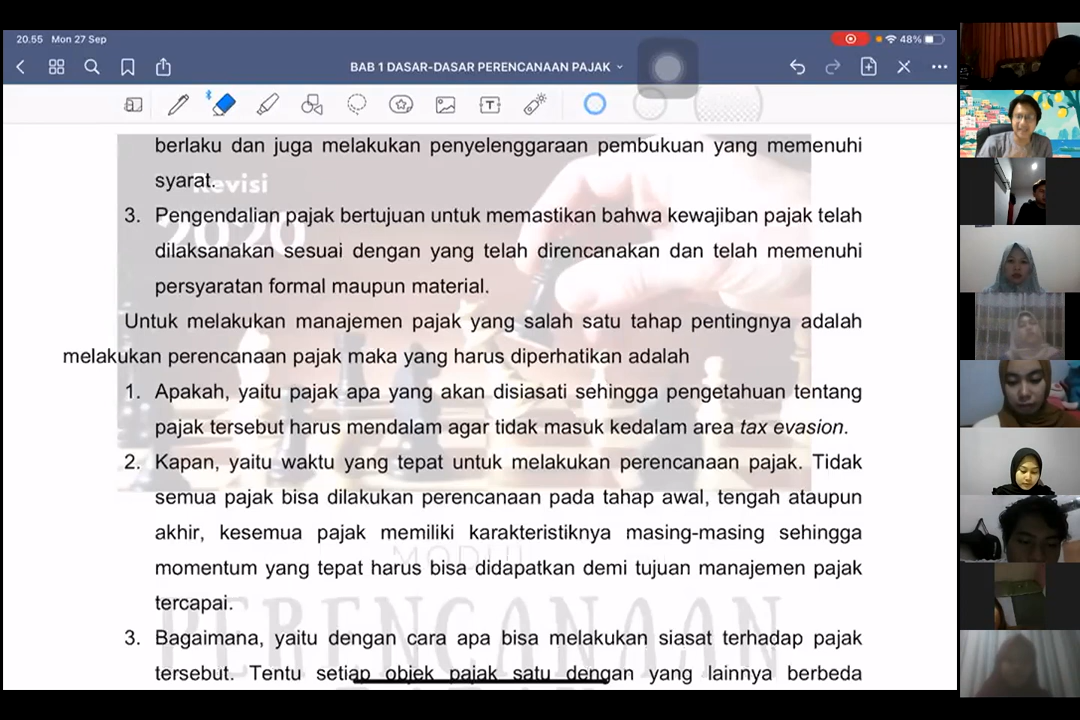 20.55 Mon 27 Sep
48%
BAB 1 DASAR-DASAR PERENCANAAN PAJAK
berlaku dan juga melakukan penyelenggaraan pembukuan yang memenuhi
syarat.
Revisi
2020
3. Pengendalian pajak bertujuan untuk memastikan bahwa kewajiban pajak telah
dilaksanakan sesuai dengan yang telah direncanakan dan telah memenuhi
persyaratan formal maupun material.
Untuk melakukan manajemen pajak yang salah satu tahap pentingnya adalah
melakukan perencanaan pajak maka yang harus diperhatikan adalah
1. Apakah, yaitu pajak apa yang akan disiasati sehingga pengetahuan tentang
pajak tersebut harus mendalam agar tidak masuk kedalam area tax evasion.
2. Kapan, yaitu waktu yang tepat untuk melakukan perencanaan pajak. Tidak
semua pajak bisa dilakukan perencanaan pada tahap awal, tengah ataupun
akhir, kesemua pajak memiliki karakteristiknya masing-masing sehingga
MODUL
momentum yang tepat harus bisa didapatkan demi tujuan manajemen pajak
tercapai.
PERENCANAAN
3. Bagaimana, yaitu dengan cara apa bisa melakukan siasat terhadap pajak
tersebut. Tentu setiap objek pajak satu dengan yang lainnya berbeda